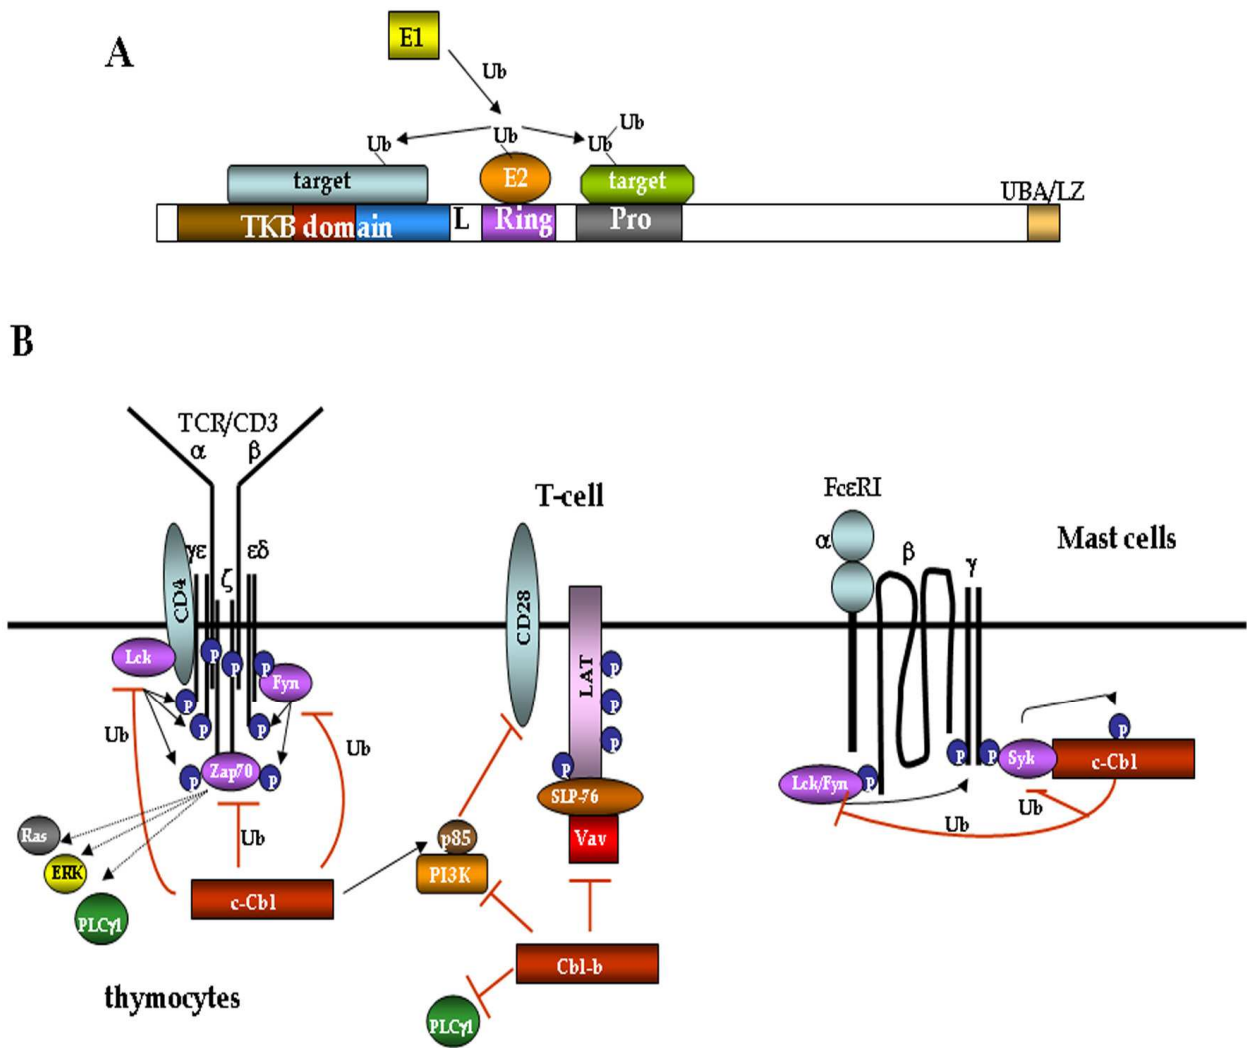 A
E1
Ub
Ub
Ub
Ub
Ub
target
E2
target
UBA/LZ
TKB domain
L
Ring
Pro
B
TCR/CD3
α
β
T-cell
FcεRI
Mast cells
α
β
γ
γε
εδ
ζ
CD4
CD28
LAT
Lck
P
P
P
Fyn
P
P
P
P
P
P
Ub
Ub
Zap70
P
P
P
P
P
P
Syk
c-Cbl
Lck/Fyn
P
SLP-76
Ub
Ub
Ub
Ras
p85
Vav
ERK
PI3K
c-Cbl
PLCγ1
Cbl-b
thymocytes
PLCγ1